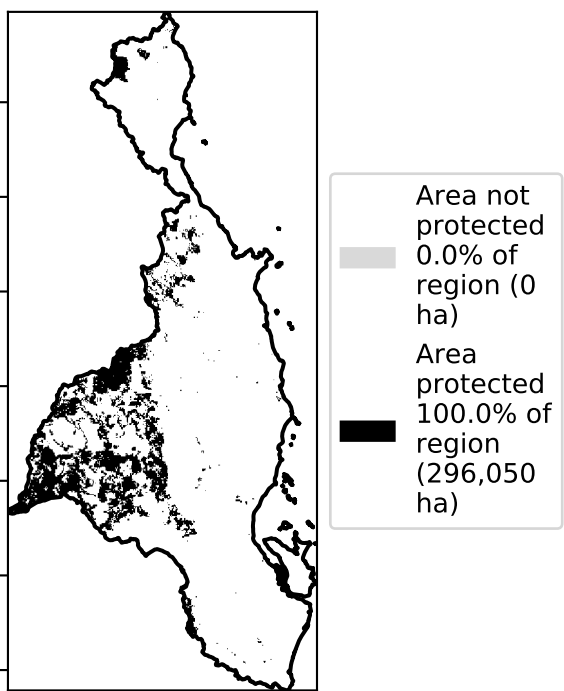 Area not
protected
0.0% of
region (0
ha)
Area
protected
100.0% of
region
(296,050
ha)